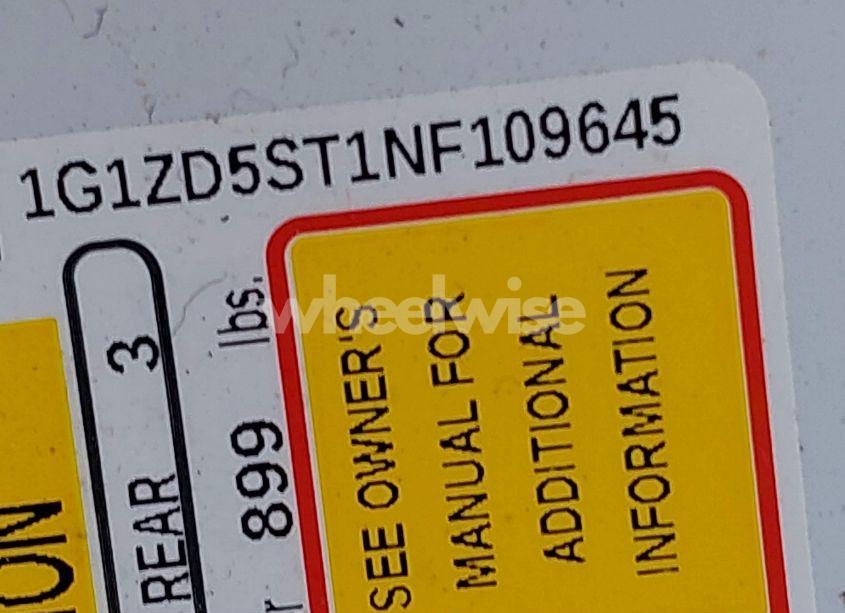 1G1ZD5ST1NF109645
REAR 3
899 lbs.
SEE OWNER'S
MANUAL FOR
ADDITIONAL
INFORMATION
wheelwise